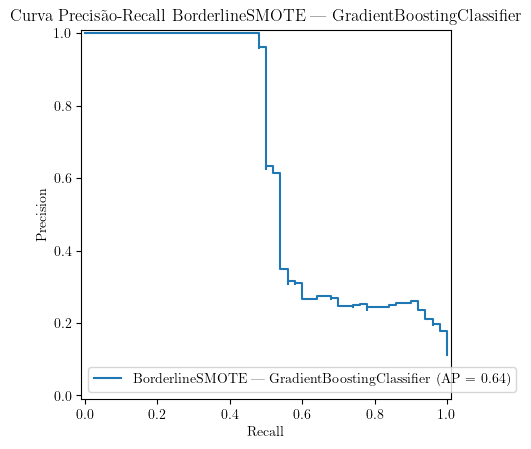 Curva Precisão-Recall BorderlineSMOTE — GradientBoostingClassifier
1.0
0.8
0.6
0.4
0.2
0.0
Precision
BorderlineSMOTE — GradientBoostingClassifier (AP = 0.64)
0.0 0.2 0.4 0.6 0.8 1.0
Recall